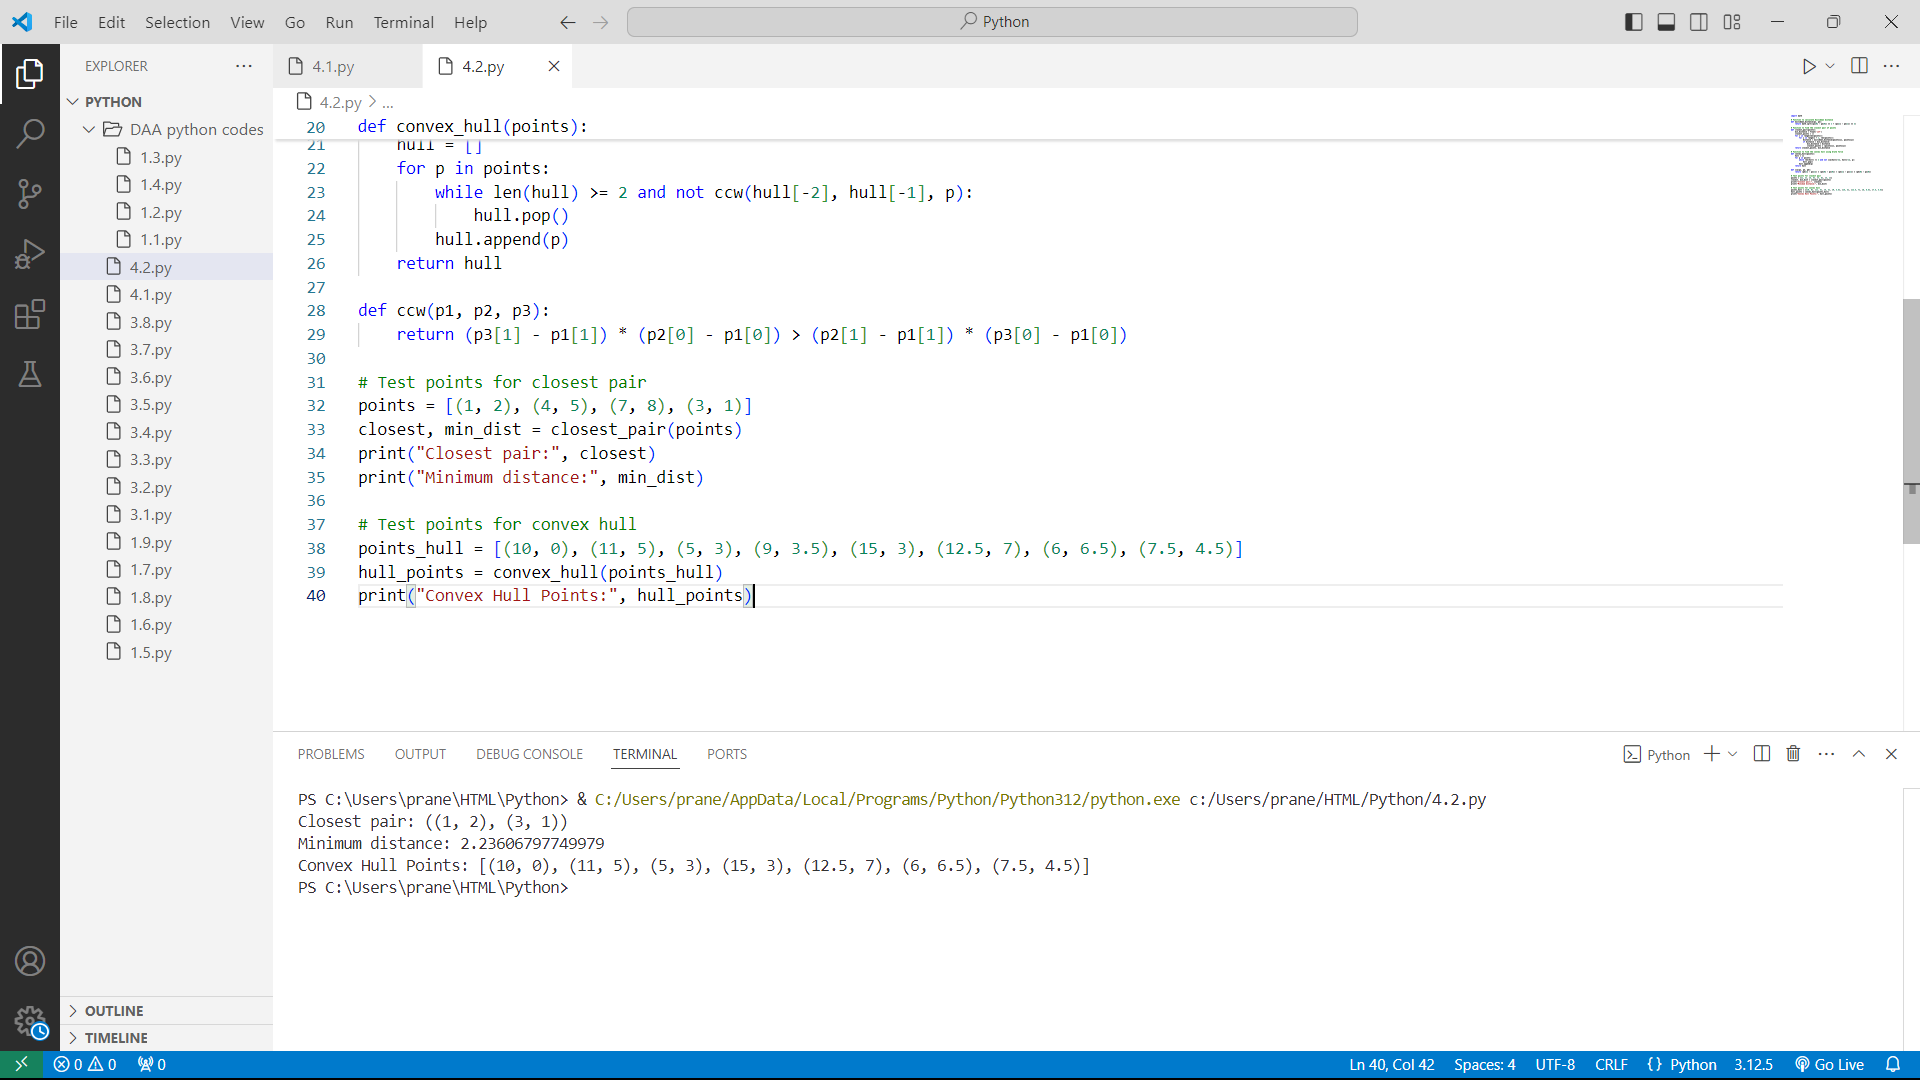 File Edit Selection View Go Run Terminal Help
Python
EXPLORER
PYTHON
DAA python codes
1.3.py
1.4.py
1.2.py
1.1.py
4.2.py
4.1.py
3.8.py
3.7.py
3.6.py
3.5.py
3.4.py
3.3.py
3.2.py
3.1.py
1.9.py
1.7.py
1.8.py
1.6.py
1.5.py
OUTLINE
TIMELINE
4.1.py 4.2.py
4.2.py > ...
20 def convex_hull(points):
21 hull = []
22 for p in points:
23 while len(hull) >= 2 and not ccw(hull[-2], hull[-1], p):
24 hull.pop()
25 hull.append(p)
26 return hull
27
28 def ccw(p1, p2, p3):
29 return (p3[1] - p1[1]) * (p2[0] - p1[0]) > (p2[1] - p1[1]) * (p3[0] - p1[0])
30
31 # Test points for closest pair
32 points = [(1, 2), (4, 5), (7, 8), (3, 1)]
33 closest, min_dist = closest_pair(points)
34 print("Closest pair:", closest)
35 print("Minimum distance:", min_dist)
36
37 # Test points for convex hull
38 points_hull = [(10, 0), (11, 5), (5, 3), (9, 3.5), (15, 3), (12.5, 7), (6, 6.5), (7.5, 4.5)]
39 hull_points = convex_hull(points_hull)
40 print("Convex Hull Points:", hull_points)
PROBLEMS OUTPUT DEBUG CONSOLE TERMINAL PORTS
Python
PS C:\Users\prane\HTML\Python> & C:/Users/prane/AppData/Local/Programs/Python/Python312/python.exe c:/Users/prane/HTML/Python/4.2.py
Closest pair: ((1, 2), (3, 1))
Minimum distance: 2.23606797749979
Convex Hull Points: [(10, 0), (11, 5), (5, 3), (15, 3), (12.5, 7), (6, 6.5), (7.5, 4.5)]
PS C:\Users\prane\HTML\Python>
0 0 0
Ln 40, Col 42 Spaces: 4 UTF-8 CRLF {} Python 3.12.5 Go Live